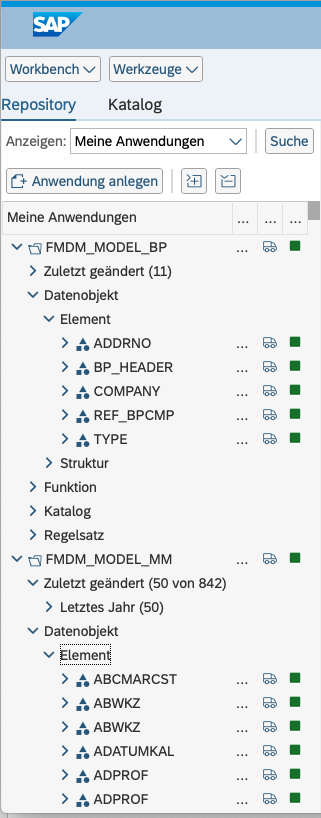 SAP
Workbench Werkzeuge
Repository Katalog
Anzeigen: Meine Anwendungen Suche
Anwendung anlegen
Meine Anwendungen ... ... ...
FMDM_MODEL_BP ...
Zuletzt geändert (11)
Datenobjekt
Element
ADDRNO ...
BP_HEADER ...
COMPANY ...
REF_BPCMP ...
TYPE ...
Struktur
Funktion
Katalog
Regelsatz
FMDM_MODEL_MM ...
Zuletzt geändert (50 von 842)
Letztes Jahr (50)
Datenobjekt
Element
ABCMARCST ...
ABWKZ ...
ABWKZ ...
ADATUMKAL ...
ADPROF ...
ADPROF ...